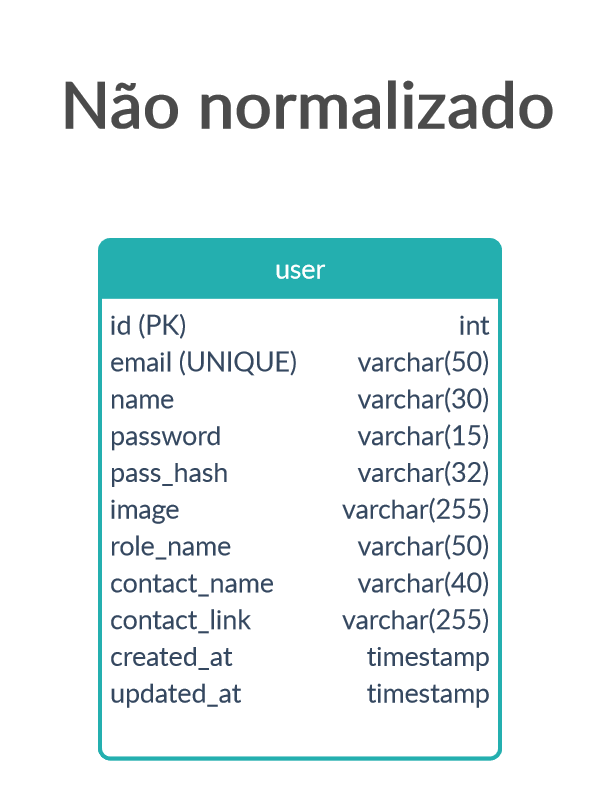 Não normalizado
user
id (PK) int
email (UNIQUE) varchar(50)
name varchar(30)
password varchar(15)
pass_hash varchar(32)
image varchar(255)
role_name varchar(50)
contact_name varchar(40)
contact_link varchar(255)
created_at timestamp
updated_at timestamp